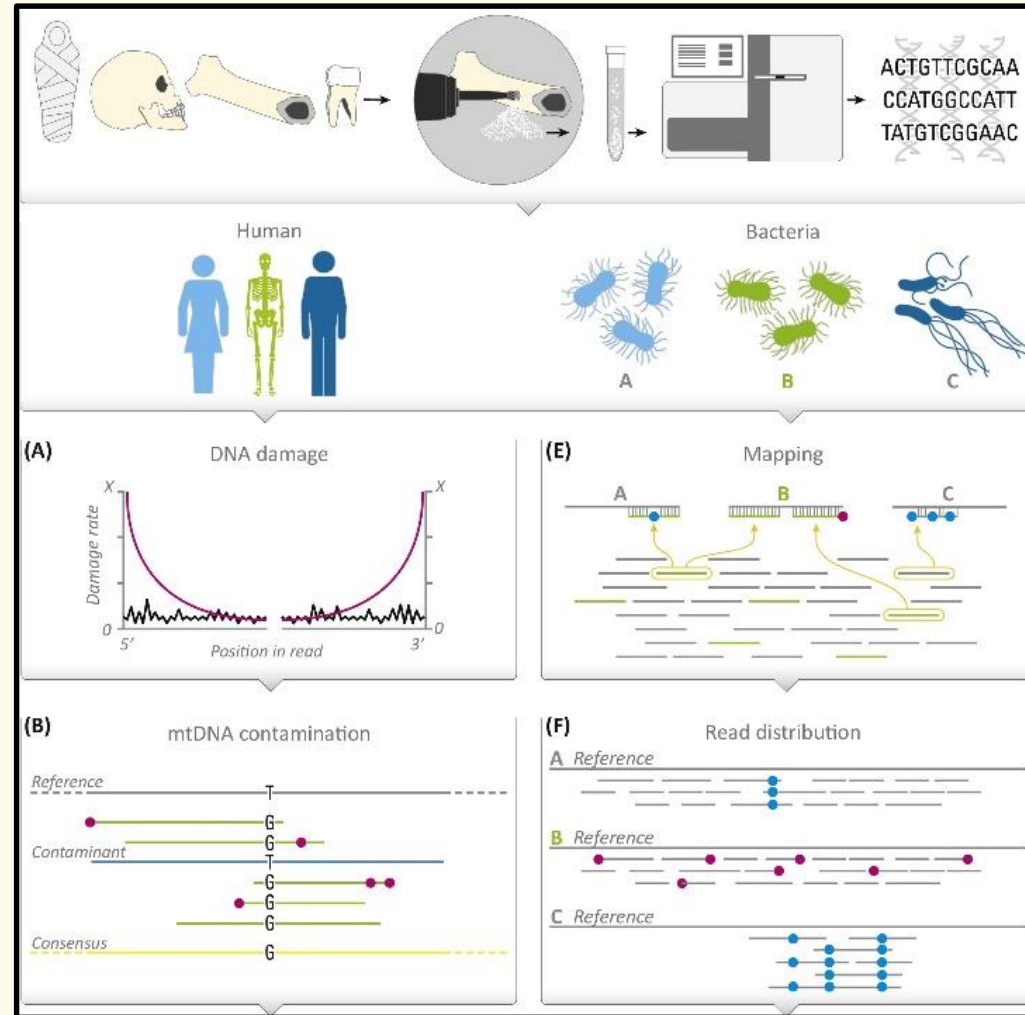 ACTGTTCGCAA
CCATGGCCATT
TATGTCGGAAC
Human
Bacteria
A
B
C
(A)
DNA damage
X
X
Damage rate
0
0
5'
Position in read
3'
(E)
Mapping
A
B
C
(B)
mtDNA contamination
Reference
T
G
G
Contaminant
T
G
G
G
Consensus
G
(F)
Read distribution
A Reference
B Reference
C Reference